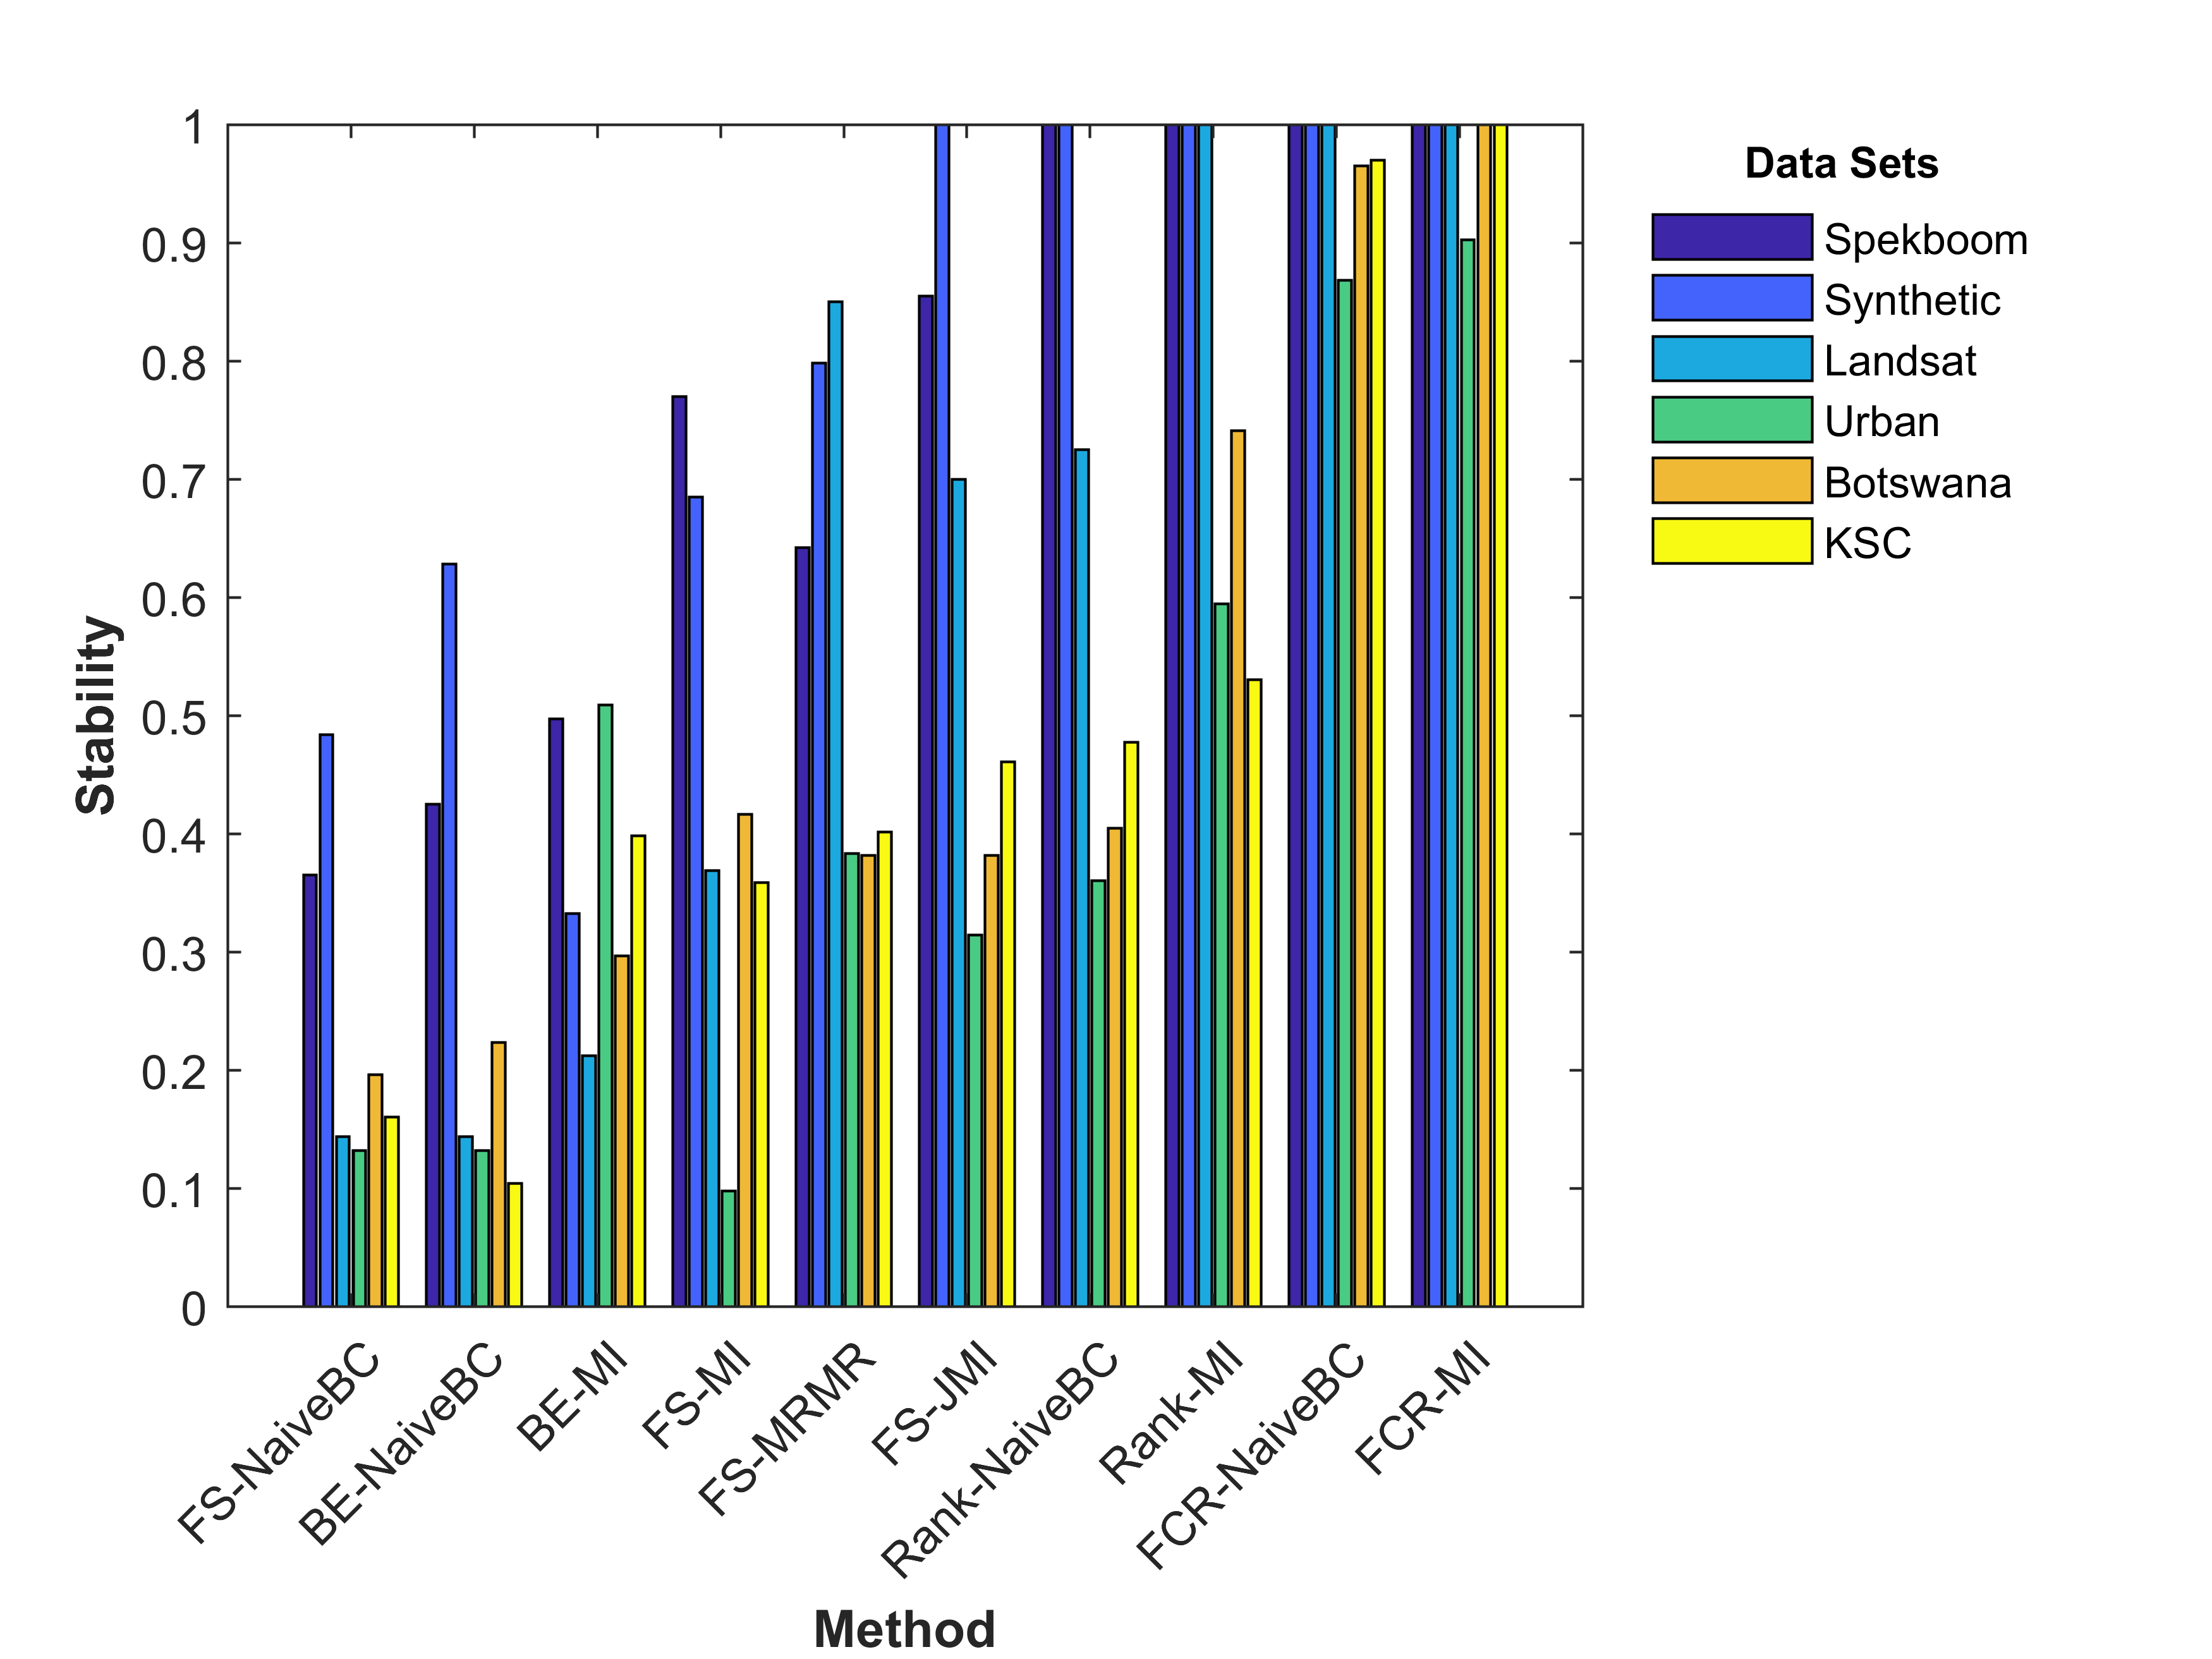 1
0.9
0.8
0.7
0.6
0.5
0.4
0.3
0.2
0.1
0
Stability
FS-NaiveBC
BE-NaiveBC
BE-MI
FS-MI
FS-MRMR
FS-JMI
Rank-NaiveBC
Rank-MI
FCR-NaiveBC
FCR-MI
Method
Data Sets
Spekboom
Synthetic
Landsat
Urban
Botswana
KSC